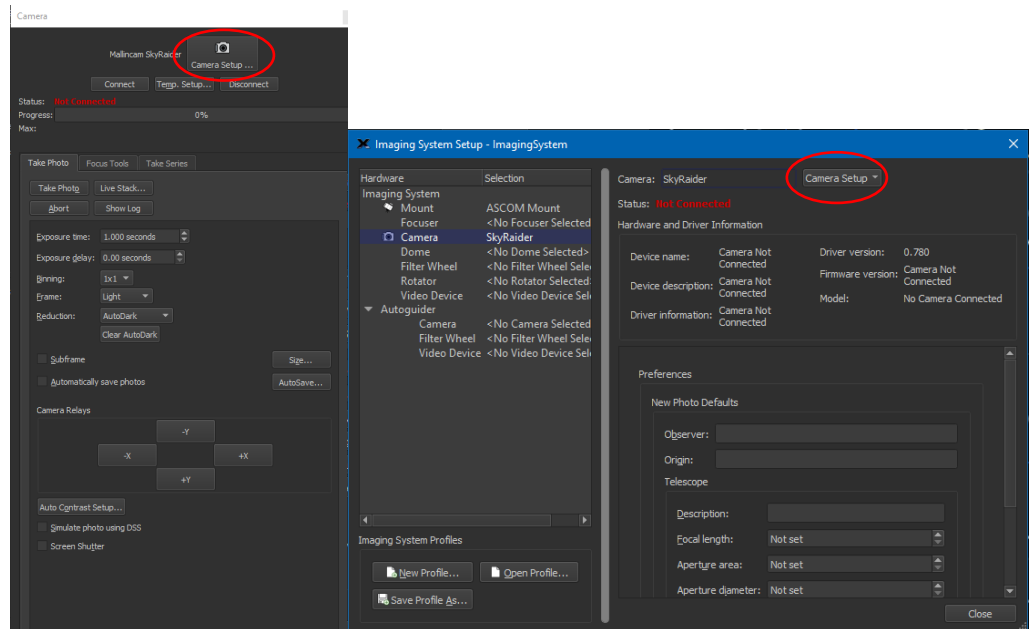 Camera
Mallincam SkyRaider
Camera Setup ...
Connect Temp. Setup... Disconnect
Status: Not Connected
Progress: 0%
Max:
Take Photo Focus Tools Take Series
Take Photo Live Stack...
Abort Show Log
Exposure time: 1.000 seconds
Exposure delay: 0.00 seconds
Binning: 1x1
Frame: Light
Reduction: AutoDark
Clear AutoDark
Subframe Size...
Automatically save photos AutoSave...
Camera Relays
-Y
-X +X
+Y
Auto Contrast Setup...
Simulate photo using DSS
Screen Shutter
Imaging System Setup - ImagingSystem
Hardware Selection
Imaging System
Mount ASCOM Mount
Focuser <No Focuser Selected
Camera SkyRaider
Dome <No Dome Selected>
Filter Wheel <No Filter Wheel Sele
Rotator <No Rotator Selected
Video Device <No Video Device Sel
Autoguider
Camera <No Camera Selected
Filter Wheel <No Filter Wheel Sele
Video Device <No Video Device Sel
Imaging System Profiles
New Profile... Open Profile...
Save Profile As...
Camera: SkyRaider Camera Setup
Status: Not Connected
Hardware and Driver Information
Device name: Camera Not
Connected
Device description: Camera Not
Connected
Driver information: Camera Not
Connected
Driver version: 0.780
Firmware version: Camera Not
Connected
Model: No Camera Connected
Preferences
New Photo Defaults
Observer:
Origin:
Telescope
Description:
Focal length: Not set
Aperture area: Not set
Aperture diameter: Not set
Close